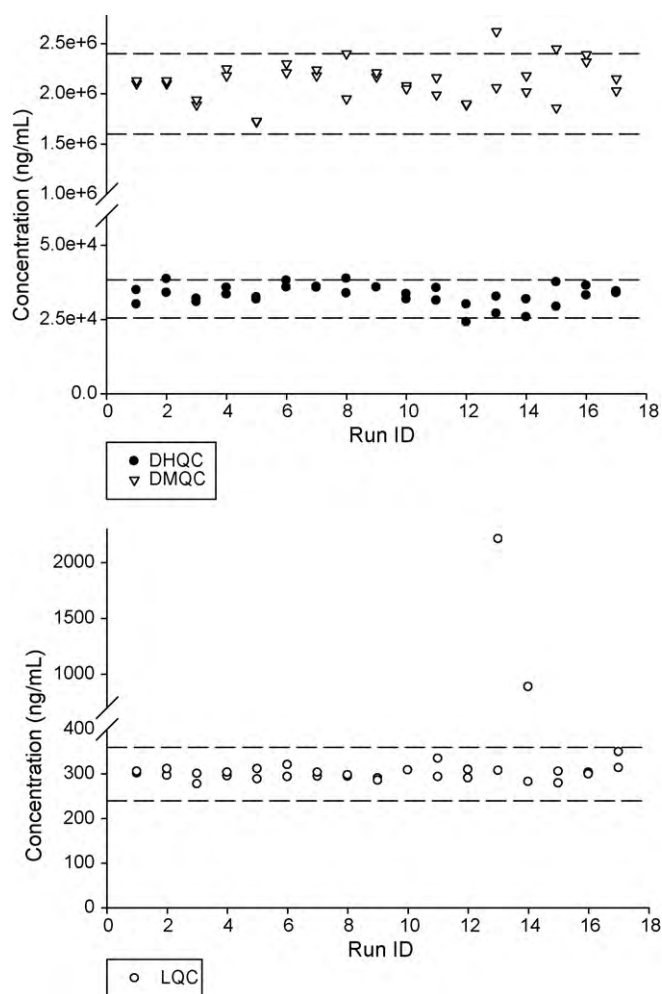 Concentration (ng/mL)
2.5e+6
2.0e+6
1.5e+6
1.0e+6
5.0e+4
2.5e+4
0.0
0 2 4 6 8 10 12 14 16 18
Run ID
DHQC
DMQC
Concentration (ng/mL)
2000
1500
1000
400
300
200
100
0
0 2 4 6 8 10 12 14 16 18
Run ID
LQC